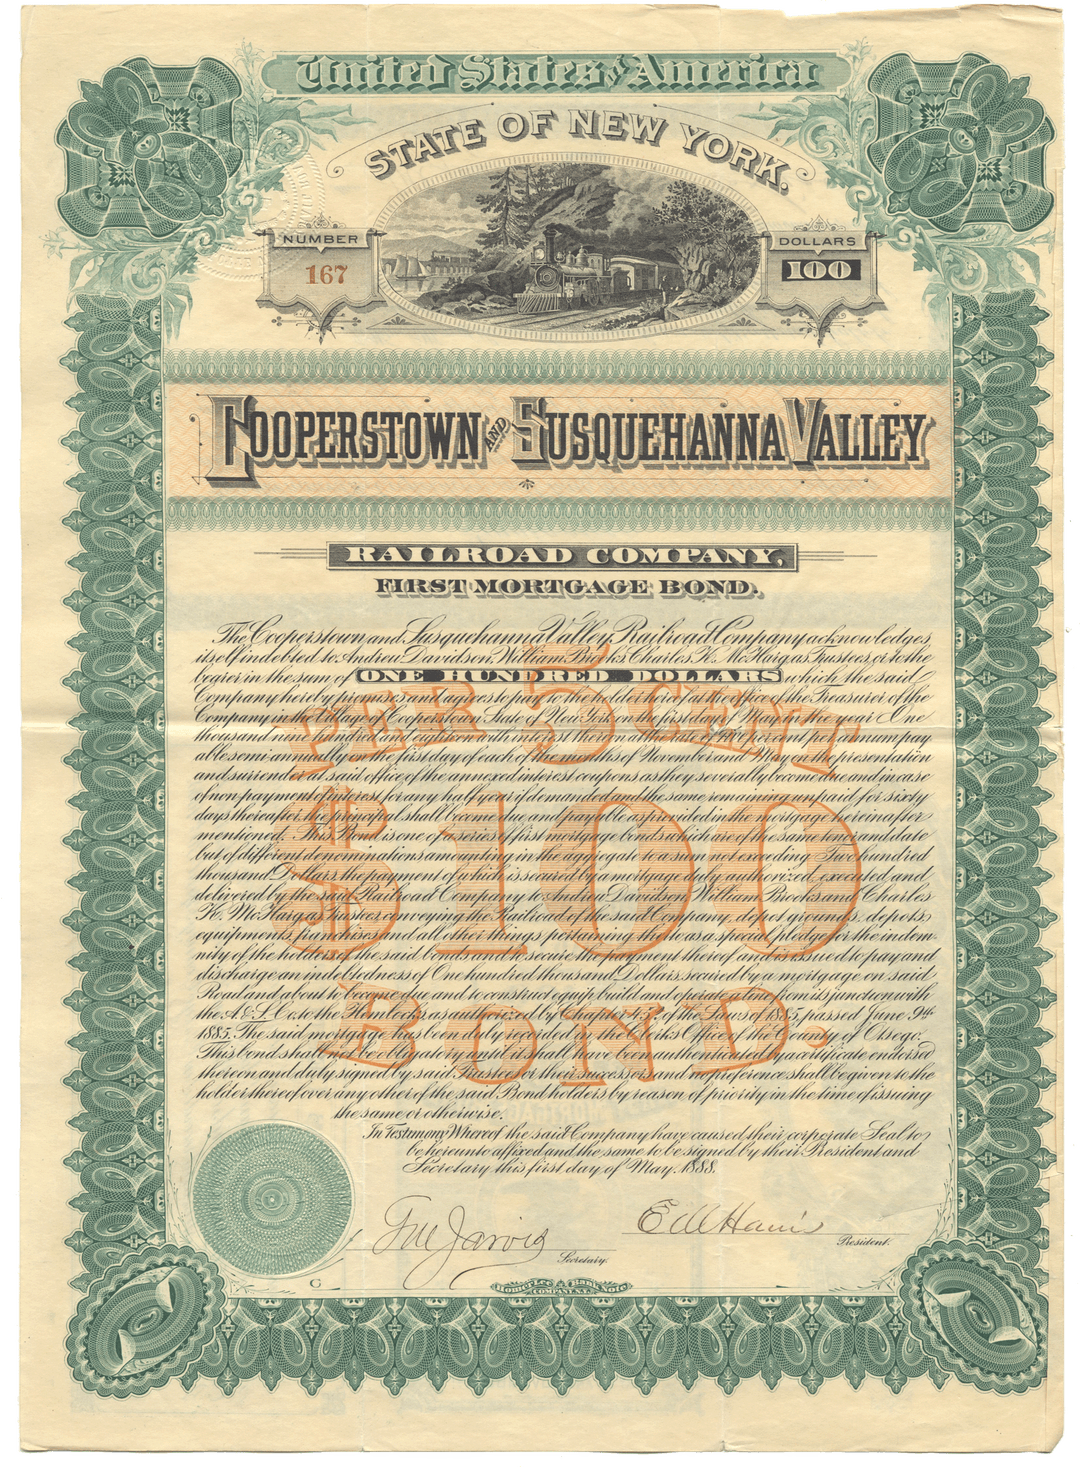 United States of America
STATE OF NEW YORK.
NUMBER
167
DOLLARS
100
COOPERSTOWN AND SUSQUEHANNA VALLEY
RAILROAD COMPANY,
FIRST MORTGAGE BOND.
The Cooperstown and Susquehanna Valley Railroad Company acknowledges
itself indebted to Andrew Davidson, William Brooks, Charles K. McHarg as Trustees, or to the
bearer in the sum of ONE HUNDRED DOLLARS which the said
Company hereby promises and agrees to pay to the holder hereof at the office of the Treasurer of the
Company in the Village of Cooperstown, State of New York on the first day of May in the year One
thousand nine hundred and eighteen with interest thereon at the rate of five per cent per annum pay
able semi-annually on the first day of each of the months of November and May on the presentation
and surrender at said office of the annexed interest coupons as they severally become due and in case
of non payment of interest for any half year if demanded and the same remaining unpaid for sixty
days thereafter, the principal shall become due and payable as provided in the mortgage hereinafter
mentioned. This Bond is one of a series of first mortgage bonds which are of the same tenor and date
but of different denominations amounting in the aggregate to a sum not exceeding Two hundred
thousand Dollars, the payment of which is secured by a mortgage duly authorized, executed and
delivered by the said Railroad Company to Andrew Davidson, William Brooks and Charles
K. McHarg as Trustees, conveying the Railroad of the said Company, depot grounds, depots,
equipments, franchises and all other things pertaining thereto as a special pledge for the indem-
nity of the holders of the said bonds and to secure the payment thereof and is issued to pay and
discharge an indebtedness of One hundred thousand Dollars secured by a mortgage on said
Road and about to become due and to construct equip, build and operate a line from its junction with
the A & S Co. to the Hemlocks, as authorized by Chapter of the Laws of 1885, passed June 9th
1885. The said mortgage has been duly recorded in the Clerk's Office of the County of Otsego.
This bond shall not be obligatory until it shall have been authenticated by a certificate endorsed
thereon and duly signed by said Trustees or their successors and no preference shall be given to the
holder thereof over any other of the said Bond holders by reason of priority in the time of issuing
the same or otherwise.
PER 5 CENT
$100
BOND.
In Testimony Whereof the said Company have caused their corporate Seal to
be hereunto affixed and the same to be signed by their President and
Secretary this first day of May, 1888.
Jarvis
Secretary.
Harris
President.
C
Homer Lee Bank Note
COMPANY, N.Y.